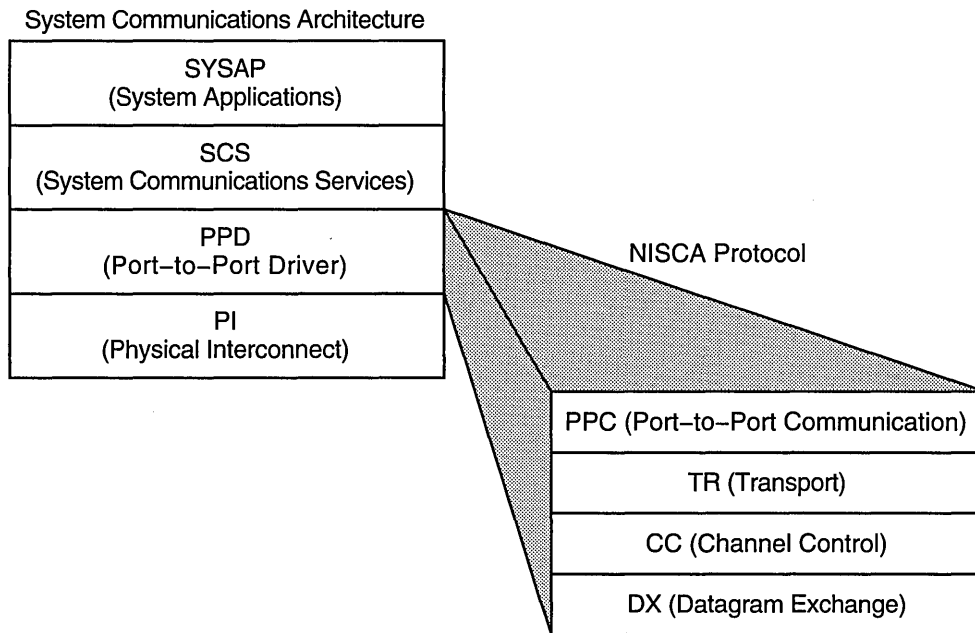 System Communications Architecture
SYSAP
(System Applications)
SCS
(System Communications Services)
PPD
(Port-to-Port Driver)
PI
(Physical Interconnect)
NISCA Protocol
PPC (Port-to-Port Communication)
TR (Transport)
CC (Channel Control)
DX (Datagram Exchange)